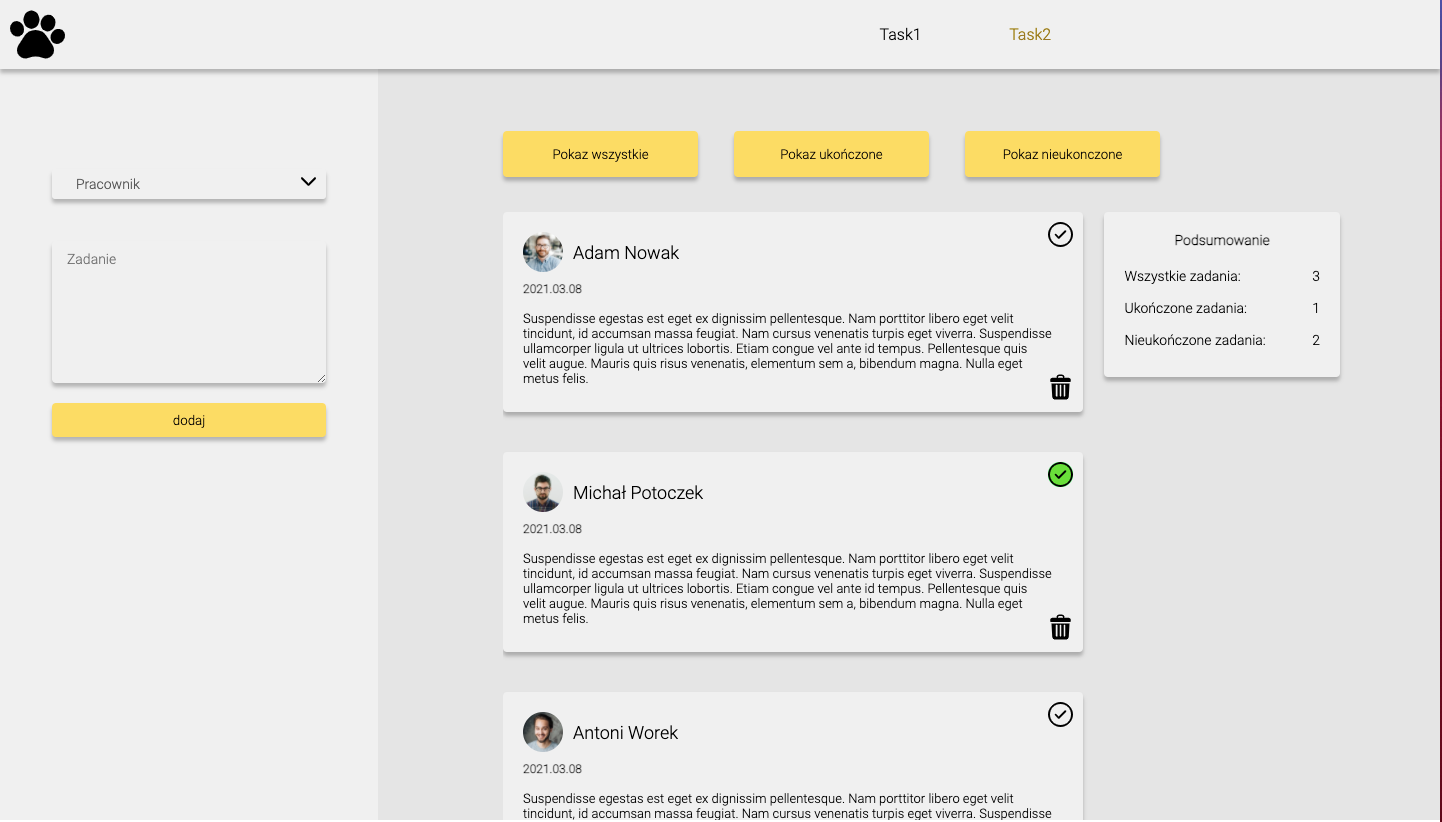 Task1
Task2
Pracownik
Zadanie
dodaj
Pokaz wszystkie
Pokaz ukończone
Pokaz nieukonczone
Adam Nowak
2021.03.08
Suspendisse egestas est eget ex dignissim pellentesque. Nam porttitor libero eget velit
tincidunt, id accumsan massa feugiat. Nam cursus venenatis turpis eget viverra. Suspendisse
ullamcorper ligula ut ultrices lobortis. Etiam congue vel ante id tempus. Pellentesque quis
velit augue. Mauris quis risus venenatis, elementum sem a, bibendum magna. Nulla eget
metus felis.
Podsumowanie
Wszystkie zadania: 3
Ukończone zadania: 1
Nieukończone zadania: 2
Michał Potoczek
2021.03.08
Suspendisse egestas est eget ex dignissim pellentesque. Nam porttitor libero eget velit
tincidunt, id accumsan massa feugiat. Nam cursus venenatis turpis eget viverra. Suspendisse
ullamcorper ligula ut ultrices lobortis. Etiam congue vel ante id tempus. Pellentesque quis
velit augue. Mauris quis risus venenatis, elementum sem a, bibendum magna. Nulla eget
metus felis.
Antoni Worek
2021.03.08
Suspendisse egestas est eget ex dignissim pellentesque. Nam porttitor libero eget velit
tincidunt, id accumsan massa feugiat. Nam cursus venenatis turpis eget viverra. Suspendisse